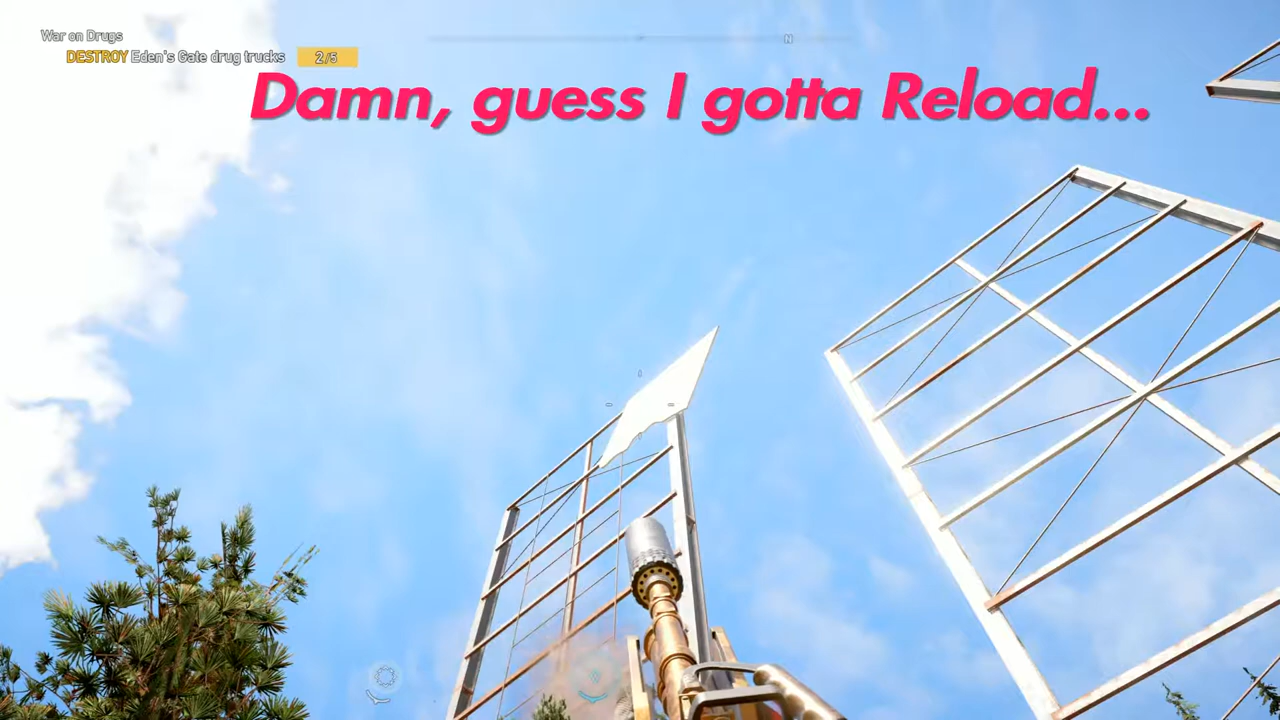 War on Drugs
DESTROY Eden's Gate drug trucks 2/5
N
Damn, guess I gotta Reload...